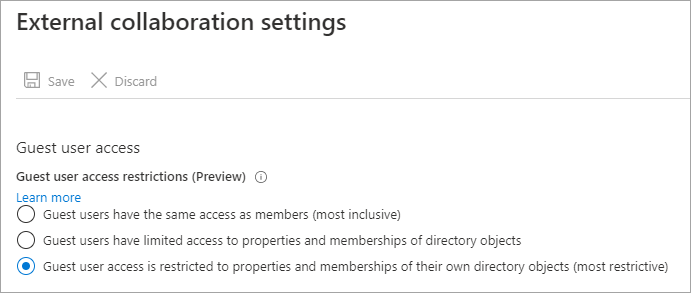 External collaboration settings
Save Discard
Guest user access
Guest user access restrictions (Preview)
Learn more
Guest users have the same access as members (most inclusive)
Guest users have limited access to properties and memberships of directory objects
Guest user access is restricted to properties and memberships of their own directory objects (most restrictive)